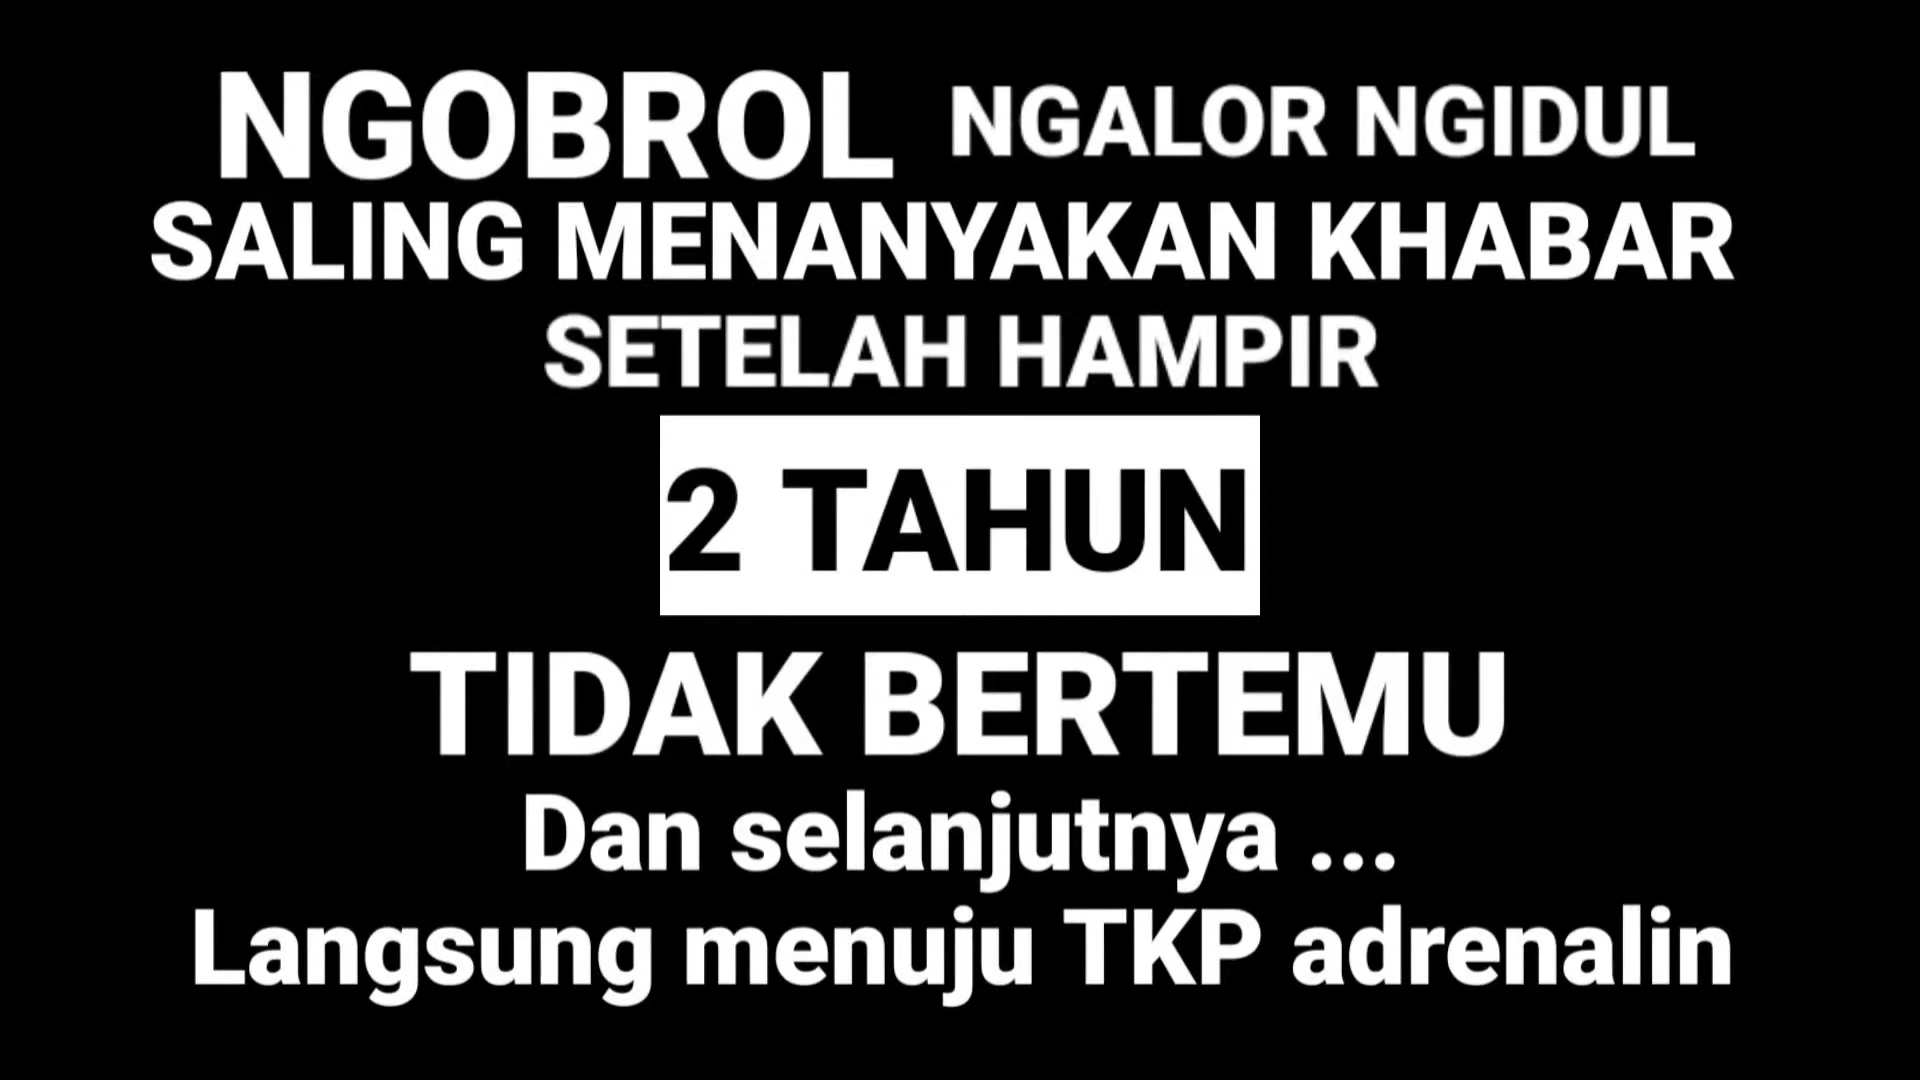 NGOBROL NGALOR NGIDUL
SALING MENANYAKAN KHABAR
SETELAH HAMPIR
2 TAHUN
TIDAK BERTEMU
Dan selanjutnya ...
Langsung menuju TKP adrenalin